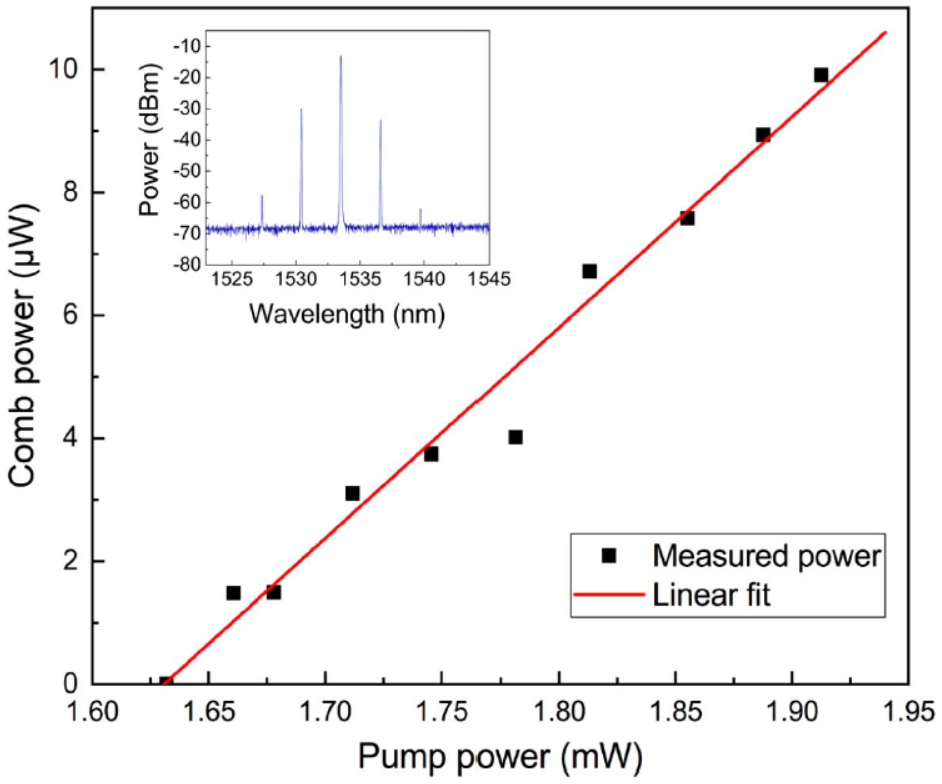 10
8
6
4
2
0
Comb power (μW)
1.60 1.65 1.70 1.75 1.80 1.85 1.90 1.95
Pump power (mW)
-10
-20
-30
-40
-50
-60
-70
-80
Power (dBm)
1525 1530 1535 1540 1545
Wavelength (nm)
Measured power
Linear fit